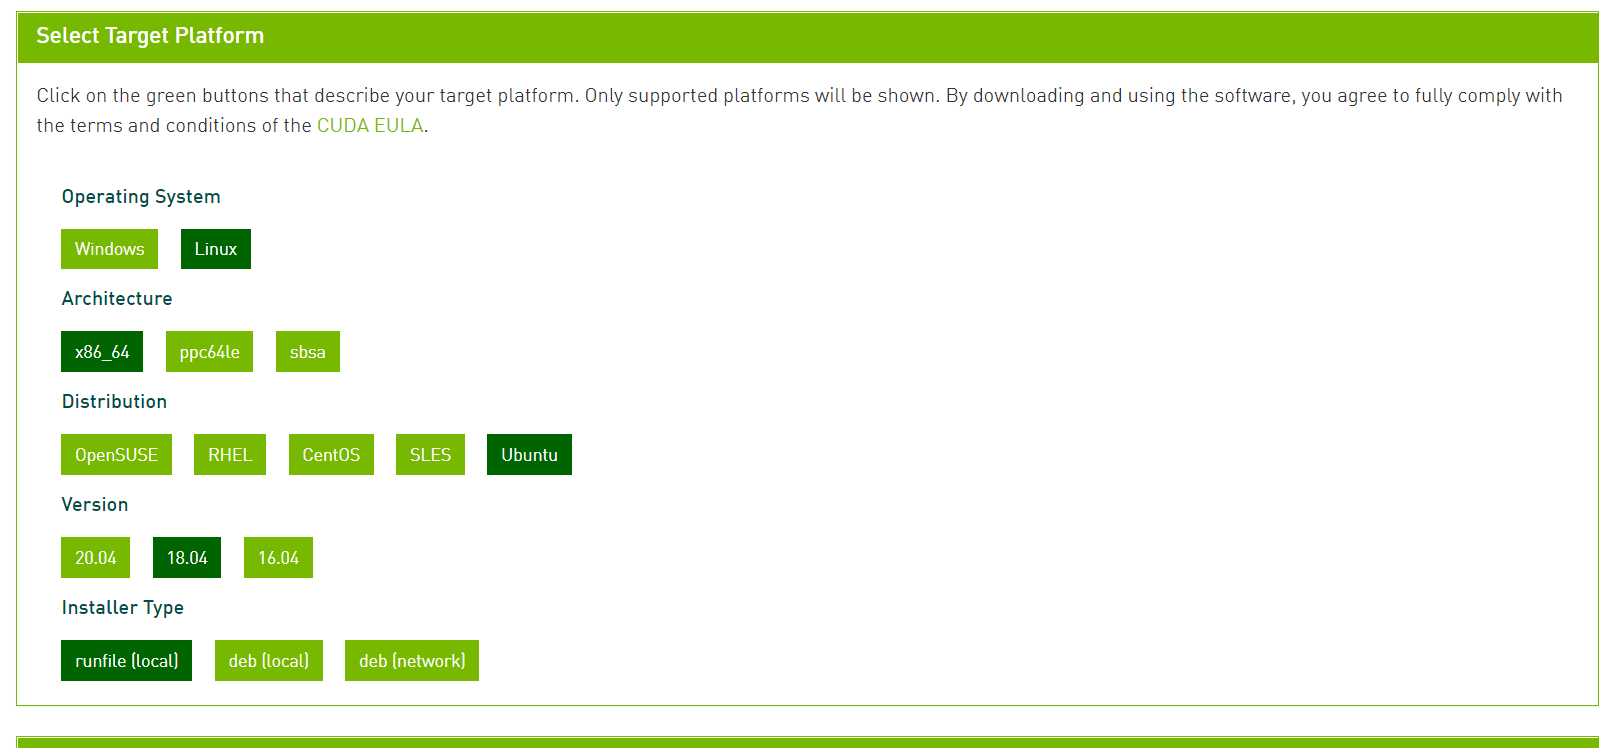 Select Target Platform
Click on the green buttons that describe your target platform. Only supported platforms will be shown. By downloading and using the software, you agree to fully comply with
the terms and conditions of the CUDA EULA.
Operating System
Windows Linux
Architecture
x86_64 ppc64le sbsa
Distribution
OpenSUSE RHEL CentOS SLES Ubuntu
Version
20.04 18.04 16.04
Installer Type
runfile (local) deb (local) deb (network)